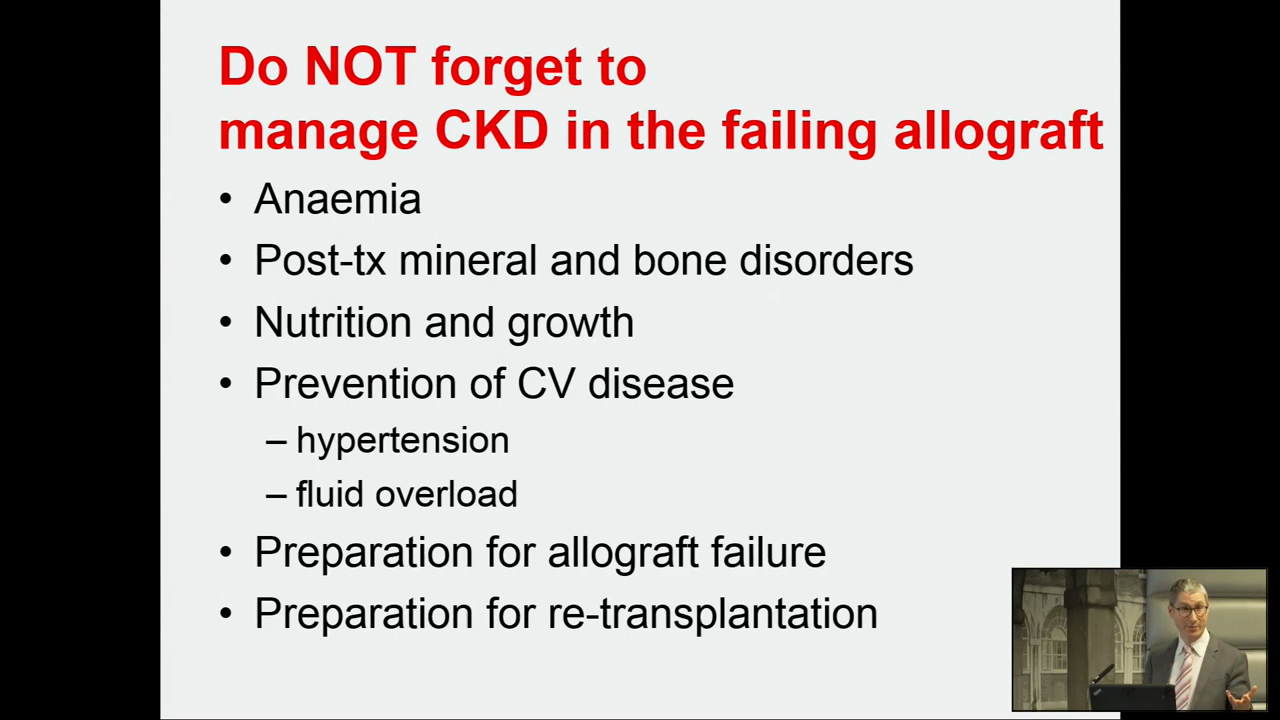 Do NOT forget to
manage CKD in the failing allograft
• Anaemia
• Post-tx mineral and bone disorders
• Nutrition and growth
• Prevention of CV disease
– hypertension
– fluid overload
• Preparation for allograft failure
• Preparation for re-transplantation